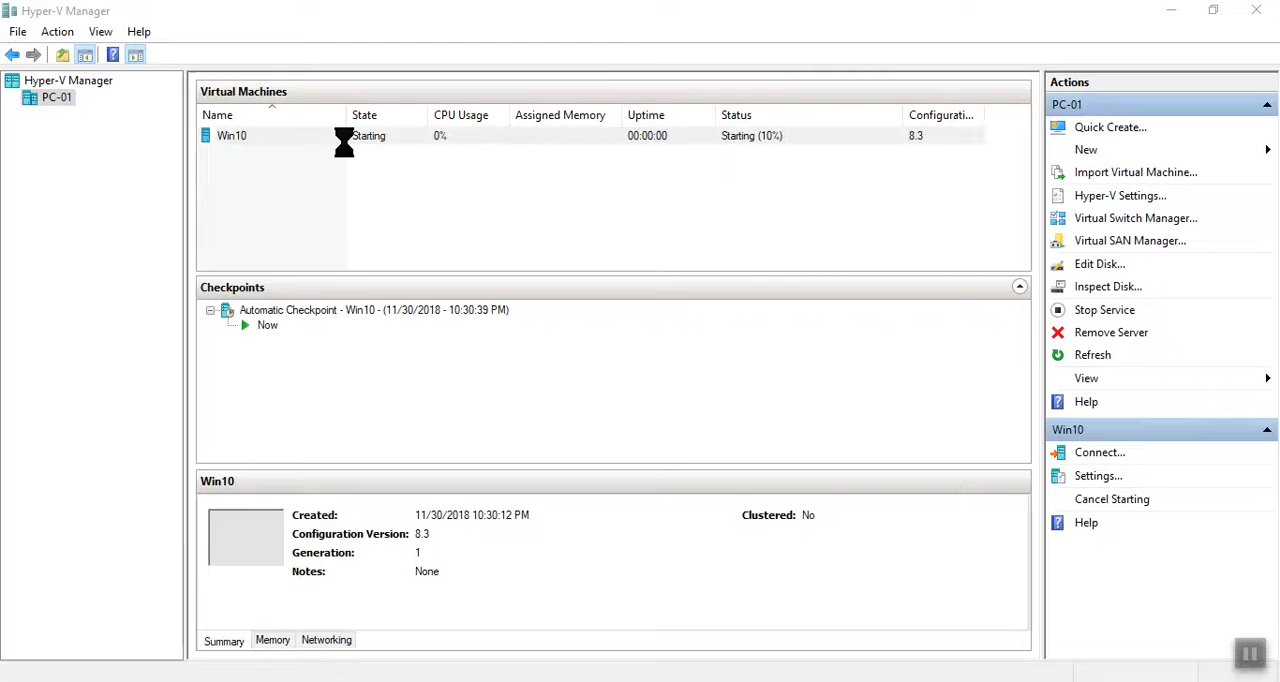 Hyper-V Manager
File Action View Help
Hyper-V Manager
PC-01
Virtual Machines
Name State CPU Usage Assigned Memory Uptime Status Configurati...
Win10 Starting 0% 00:00:00 Starting (10%) 8.3
Checkpoints
Automatic Checkpoint - Win10 - (11/30/2018 - 10:30:39 PM)
Now
Win10
Created: 11/30/2018 10:30:12 PM Clustered: No
Configuration Version: 8.3
Generation: 1
Notes: None
Summary Memory Networking
Actions
PC-01
Quick Create...
New
Import Virtual Machine...
Hyper-V Settings...
Virtual Switch Manager...
Virtual SAN Manager...
Edit Disk...
Inspect Disk...
Stop Service
Remove Server
Refresh
View
Help
Win10
Connect...
Settings...
Cancel Starting
Help